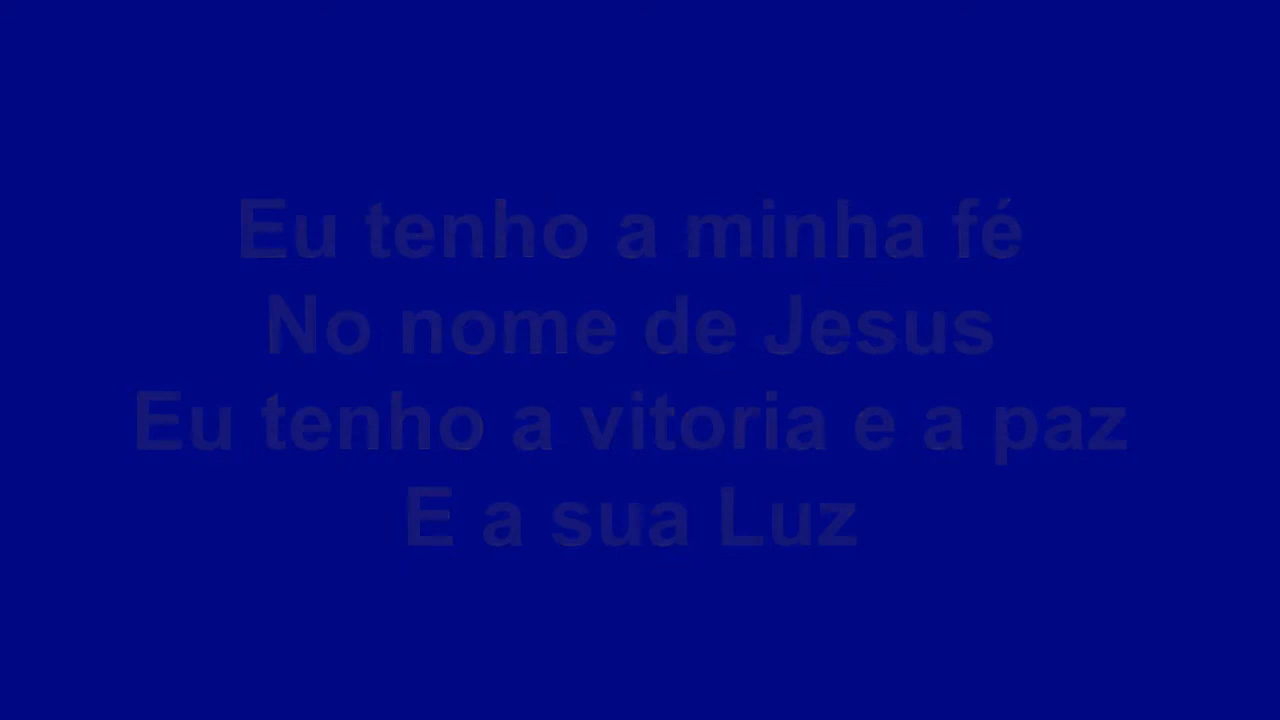 Eu tenho a minha fé
No nome de Jesus
Eu tenho a vitoria e a paz
E a sua Luz